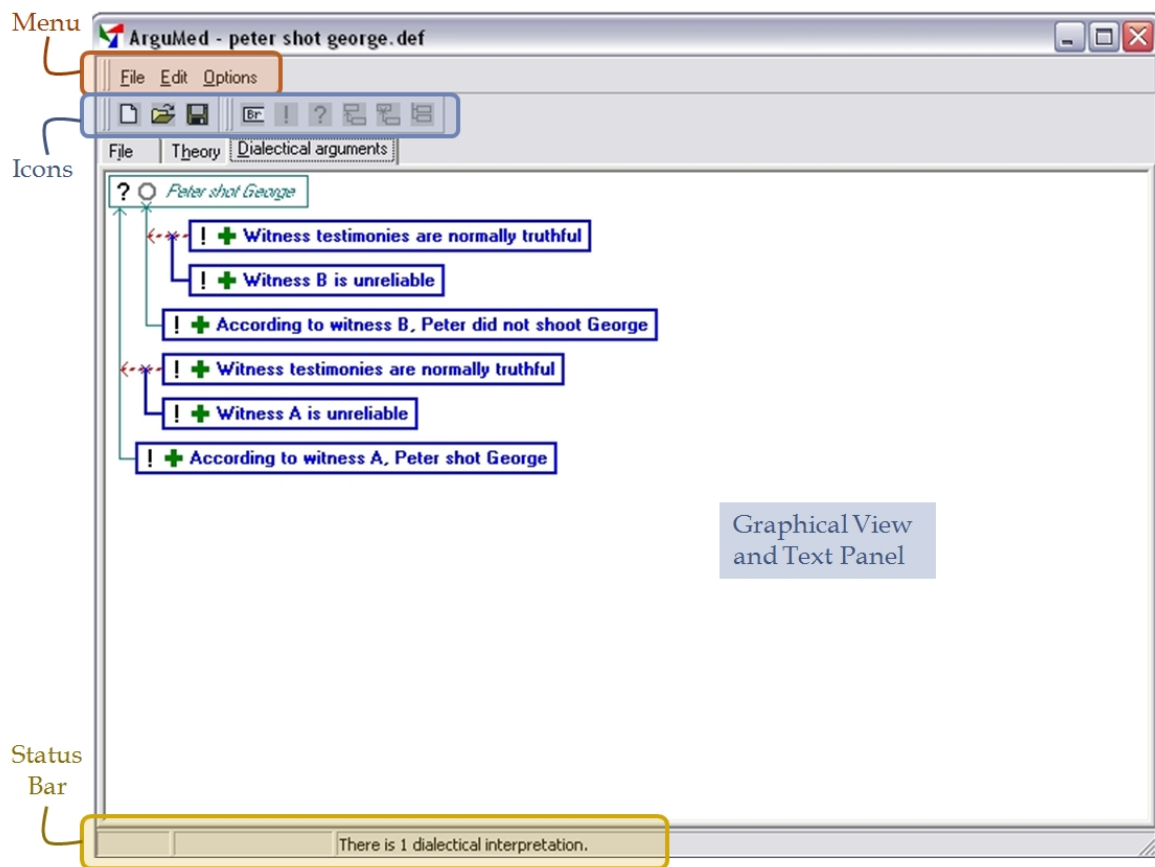 Menu
ArguMed - peter shot george.def
File Edit Options
Br. ! ?
Icons
File Theory Dialectical arguments
? Peter shot George
! Witness testimonies are normally truthful
! Witness B is unreliable
! According to witness B, Peter did not shoot George
! Witness testimonies are normally truthful
! Witness A is unreliable
! According to witness A, Peter shot George
Graphical View
and Text Panel
Status
Bar
There is 1 dialectical interpretation.